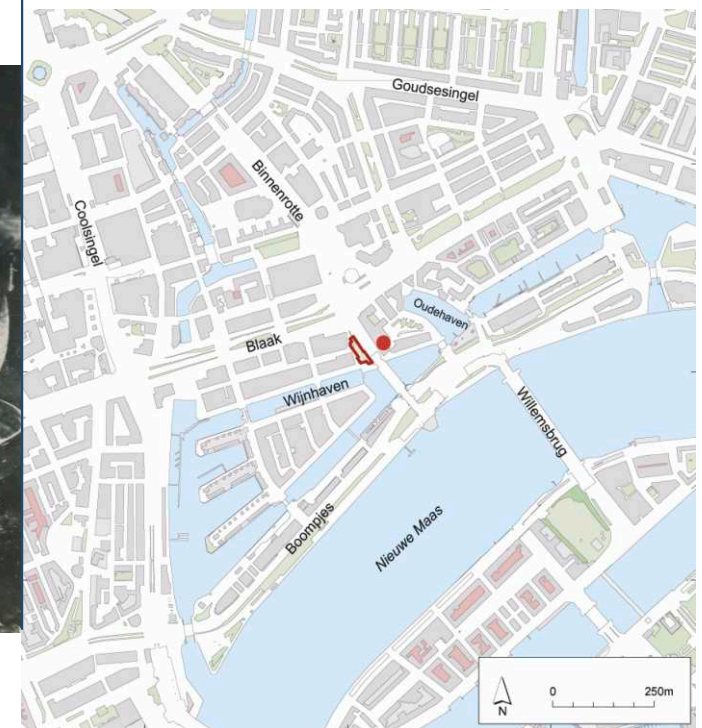 Goudsesingel
Binnenrotte
Coolsingel
Oudehaven
Blaak
Wijnhaven
Willemsbrug
Boompjes
Nieuwe Maas
N
0 250m